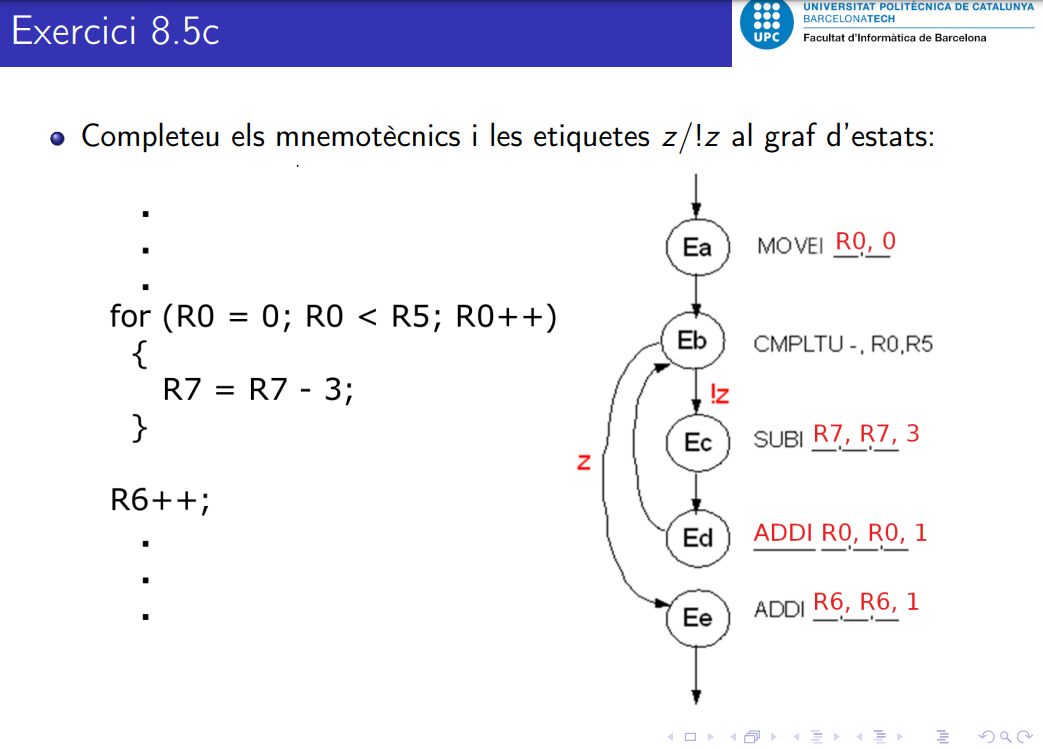 Exercici 8.5c
UNIVERSITAT POLITÈCNICA DE CATALUNYA
BARCELONATECH
Facultat d'Informàtica de Barcelona
UPC
Completeu els mnemotècnics i les etiquetes z/!z al graf d'estats:
.
.
.
for (R0 = 0; R0 < R5; R0++)
{
R7 = R7 - 3;
}
R6++;
.
.
.
Ea MOVEI R0, 0
Eb CMPLTU -, R0,R5
!z
Ec SUBI R7, R7, 3
z
Ed ADDI R0, R0, 1
Ee ADDI R6, R6, 1